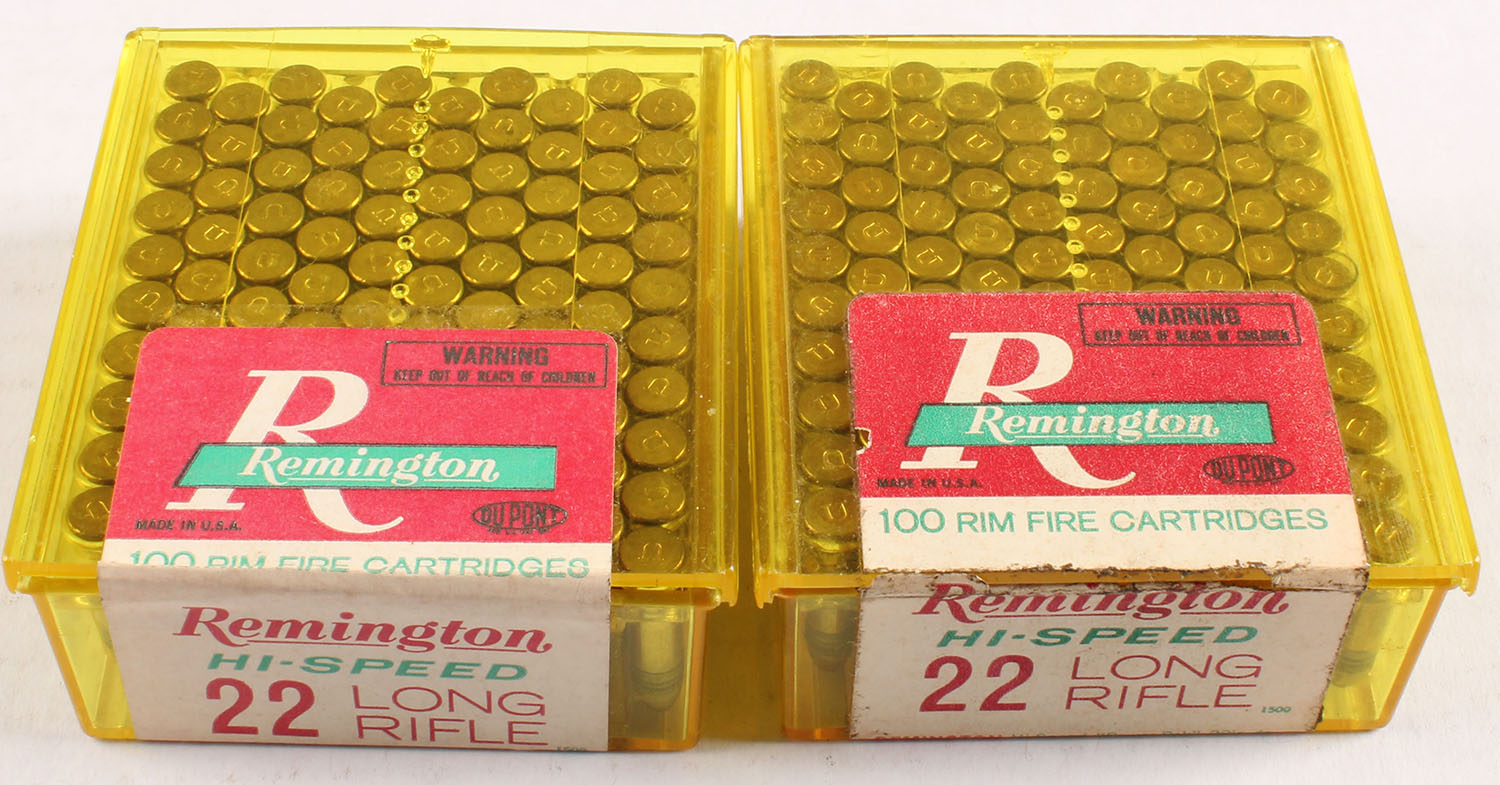 WARNING
KEEP OUT OF REACH OF CHILDREN
R
Remington
MADE IN U.S.A.
DU PONT
100 RIM FIRE CARTRIDGES
Remington
HI-SPEED
22 LONG
RIFLE
1500
WARNING
KEEP OUT OF REACH OF CHILDREN
R
Remington
MADE IN U.S.A.
DU PONT
100 RIM FIRE CARTRIDGES
Remington
HI-SPEED
22 LONG
RIFLE
1500